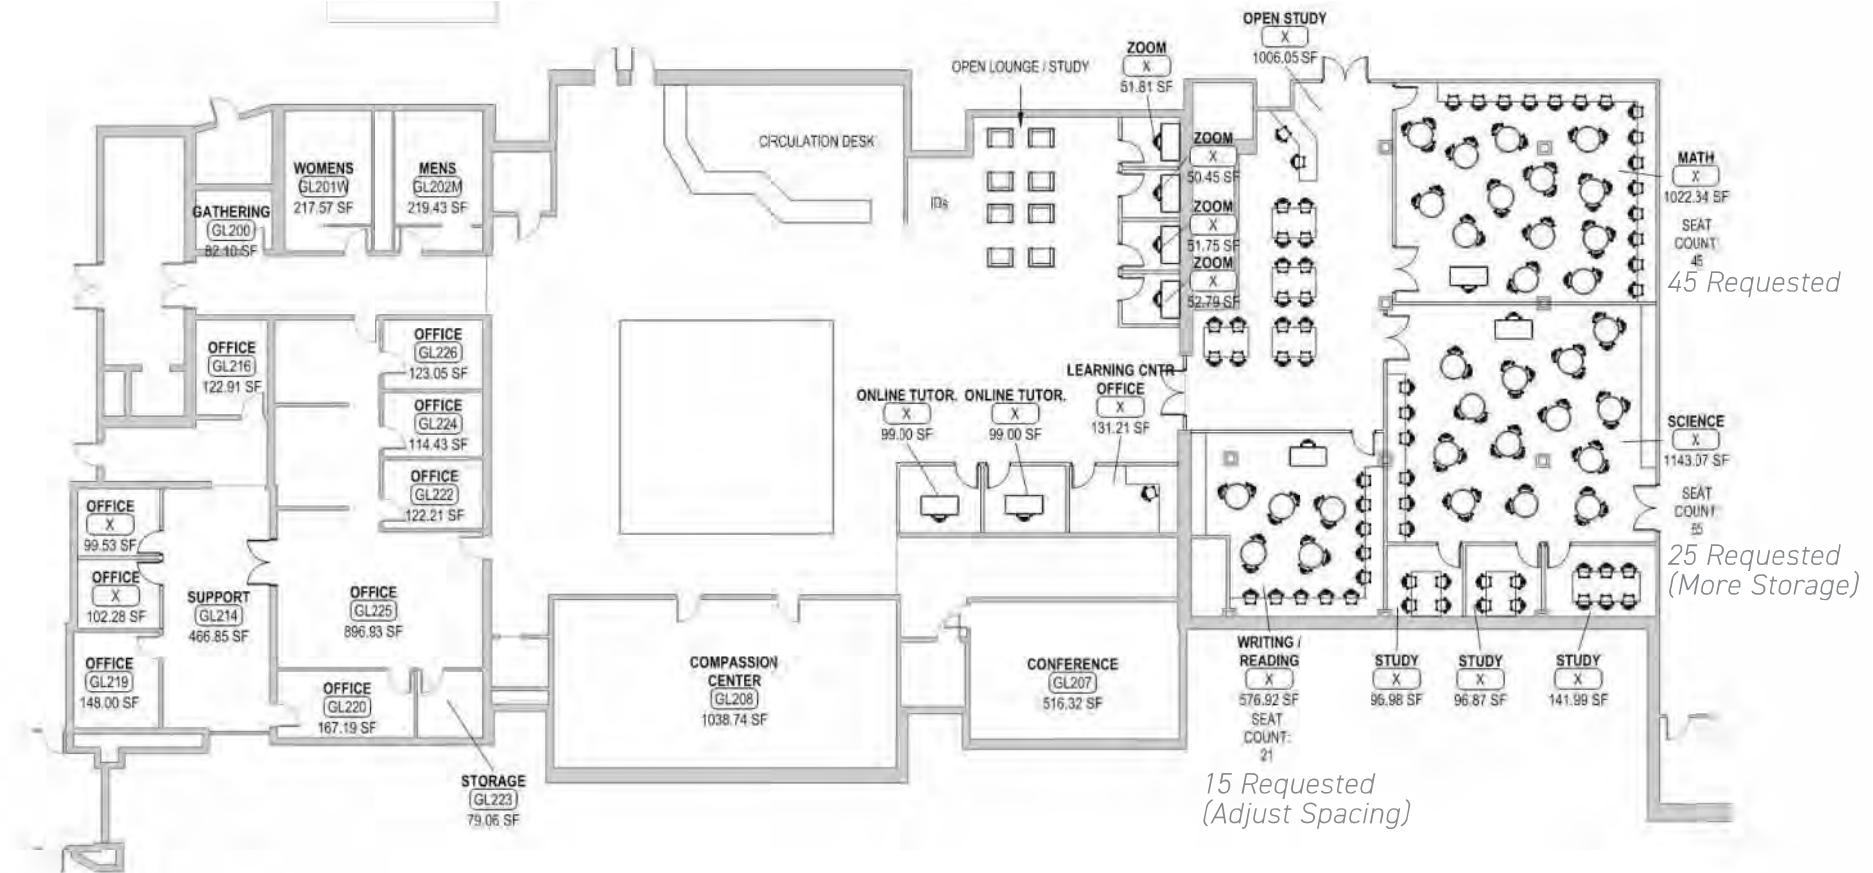 OPEN STUDY
X
1006.05 SF
ZOOM
X
51.81 SF
OPEN LOUNGE / STUDY
CIRCULATION DESK
ZOOM
X
50.45 SF
ZOOM
X
51.75 SF
ZOOM
X
52.79 SF
IDs
WOMENS
GL201W
217.57 SF
MENS
GL202M
219.43 SF
GATHERING
GL200
82.10 SF
MATH
X
1022.34 SF
SEAT
COUNT:
45 Requested
OFFICE
GL216
122.91 SF
OFFICE
GL226
123.05 SF
OFFICE
GL224
114.43 SF
OFFICE
GL222
122.21 SF
ONLINE TUTOR.
X
99.00 SF
ONLINE TUTOR.
X
99.00 SF
LEARNING CNTR
OFFICE
X
131.21 SF
SCIENCE
X
1143.07 SF
SEAT
COUNT:
25 Requested
(More Storage)
OFFICE
X
99.53 SF
OFFICE
X
102.28 SF
OFFICE
GL219
148.00 SF
SUPPORT
GL214
466.85 SF
OFFICE
GL225
896.93 SF
OFFICE
GL220
167.19 SF
STORAGE
GL223
79.06 SF
COMPASSION
CENTER
GL208
1038.74 SF
CONFERENCE
GL207
516.32 SF
WRITING /
READING
X
576.92 SF
SEAT
COUNT:
21
15 Requested
(Adjust Spacing)
STUDY
X
SF
STUDY
X
96.87 SF
STUDY
X
141.99 SF